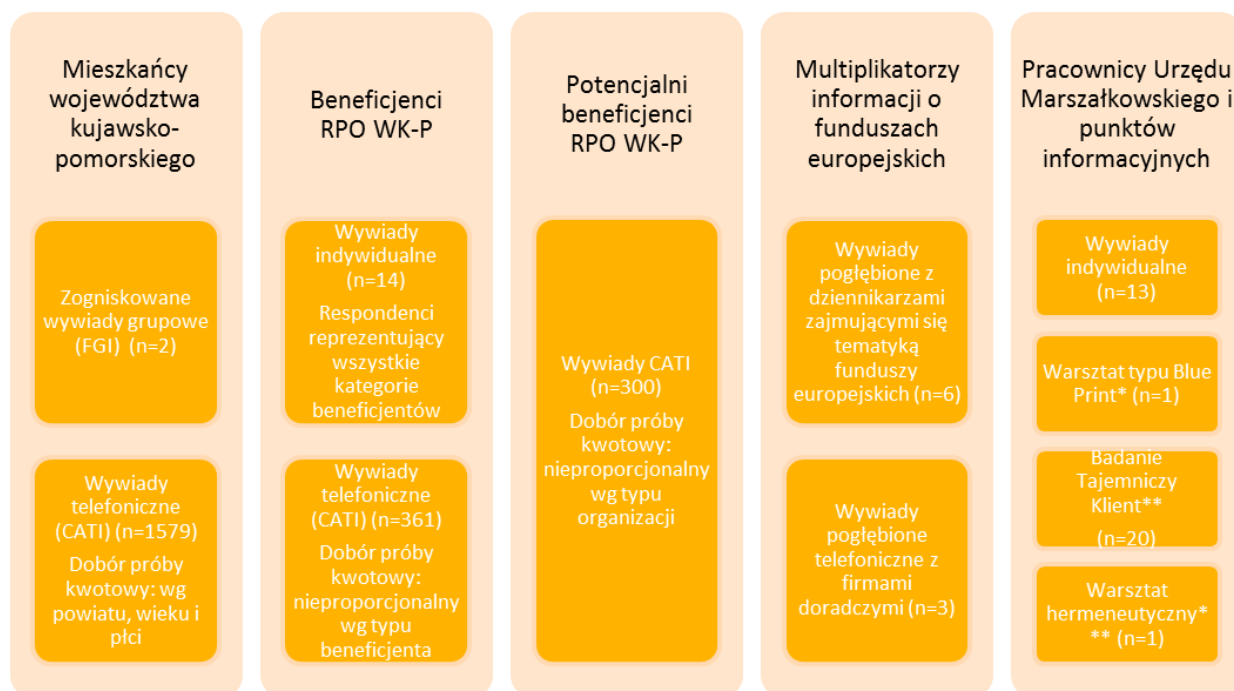 Mieszkańcy
województwa
kujawsko-
pomorskiego
Zogniskowane
wywiady grupowe
(FGI) (n=2)
Wywiady
telefoniczne
(CATI) (n=1579)
Dobór próby
kwotowy: wg
powiatu, wieku i
płci
Beneficjenci
RPO WK-P
Wywiady
indywidualne
(n=14)
Respondenci
reprezentujący
wszystkie
kategorie
beneficjentów
Wywiady
telefoniczne
(CATI) (n=361)
Dobór próby
kwotowy:
nieproporcjonalny
wg typu
beneficjenta
Potencjalni
beneficjenci
RPO WK-P
Wywiady CATI
(n=300)
Dobór próby
kwotowy:
nieproporcjonalny
wg typu
organizacji
Multiplikatorzy
informacji o
funduszach
europejskich
Wywiady
pogłębione z
dziennikarzami
zajmującymi się
tematyką
funduszy
europejskich (n=6)
Wywiady
pogłębione
telefoniczne z
firmami
doradczymi (n=3)
Pracownicy Urzędu
Marszałkowskiego i
punktów
informacyjnych
Wywiady
indywidualne
(n=13)
Warsztat typu Blue
Print* (n=1)
Badanie
Tajemniczy
Klient**
(n=20)
Warsztat
hermeneutyczny*
** (n=1)